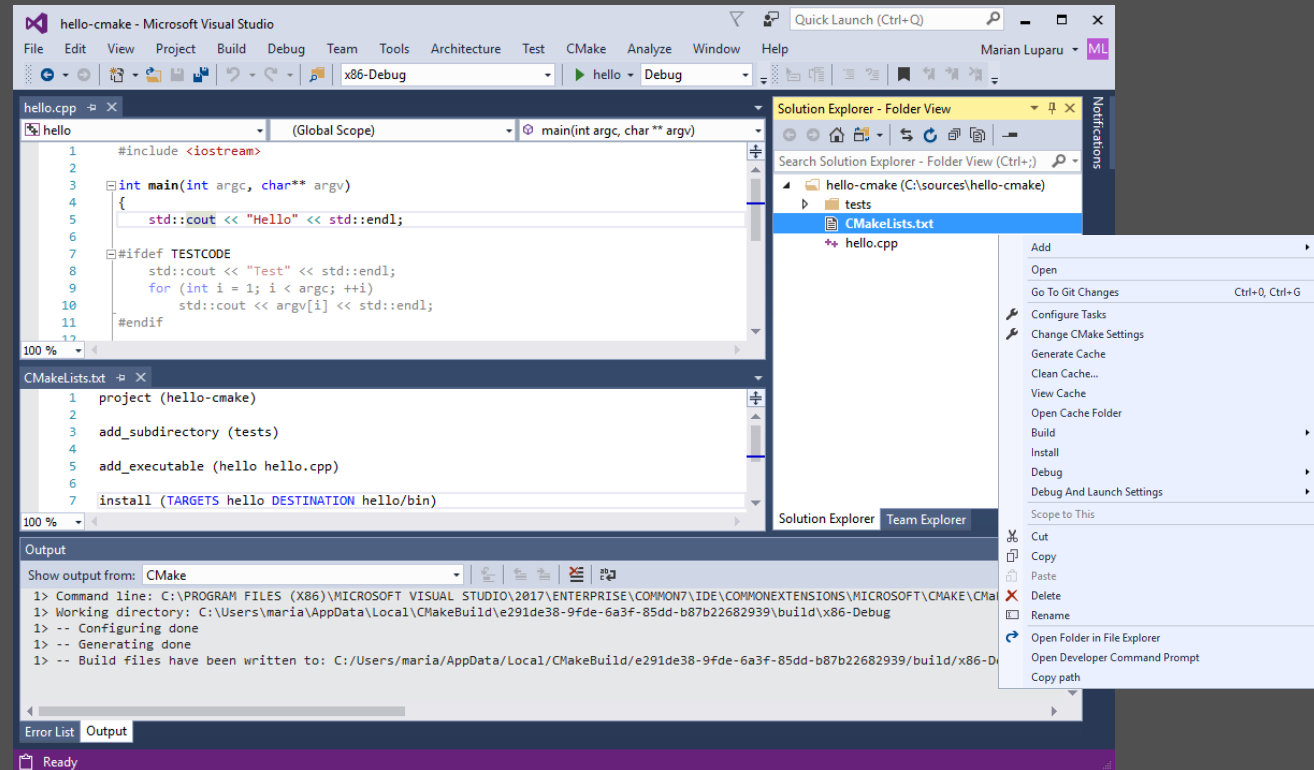 hello-cmake - Microsoft Visual Studio
Quick Launch (Ctrl+Q)
File Edit View Project Build Debug Team Tools Architecture Test CMake Analyze Window Help
Marian Luparu ML
x86-Debug hello Debug
hello.cpp
hello (Global Scope) main(int argc, char ** argv)
1 #include <iostream>
2
3 int main(int argc, char** argv)
4 {
5 std::cout << "Hello" << std::endl;
6
7 #ifdef TESTCODE
8 std::cout << "Test" << std::endl;
9 for (int i = 1; i < argc; ++i)
10 std::cout << argv[i] << std::endl;
11 #endif
12
100 %
CMakeLists.txt
1 project (hello-cmake)
2
3 add_subdirectory (tests)
4
5 add_executable (hello hello.cpp)
6
7 install (TARGETS hello DESTINATION hello/bin)
100 %
Solution Explorer - Folder View
Search Solution Explorer - Folder View (Ctrl+;)
hello-cmake (C:\sources\hello-cmake)
tests
CMakeLists.txt
hello.cpp
Solution Explorer Team Explorer
Notifications
Add
Open
Go To Git Changes Ctrl+0, Ctrl+G
Configure Tasks
Change CMake Settings
Generate Cache
Clean Cache...
View Cache
Open Cache Folder
Build
Install
Debug
Debug And Launch Settings
Scope to This
Cut
Copy
Paste
Delete
Rename
Open Folder in File Explorer
Open Developer Command Prompt
Copy path
Output
Show output from: CMake
1> Command line: C:\PROGRAM FILES (X86)\MICROSOFT VISUAL STUDIO\2017\ENTERPRISE\COMMON7\IDE\COMMONEXTENSIONS\MICROSOFT\CMAKE\CMa
1> Working directory: C:\Users\maria\AppData\Local\CMakeBuild\e291de38-9fde-6a3f-85dd-b87b22682939\build\x86-Debug
1> -- Configuring done
1> -- Generating done
1> -- Build files have been written to: C:/Users/maria/AppData/Local/CMakeBuild/e291de38-9fde-6a3f-85dd-b87b22682939/build/x86-De
Error List Output
Ready